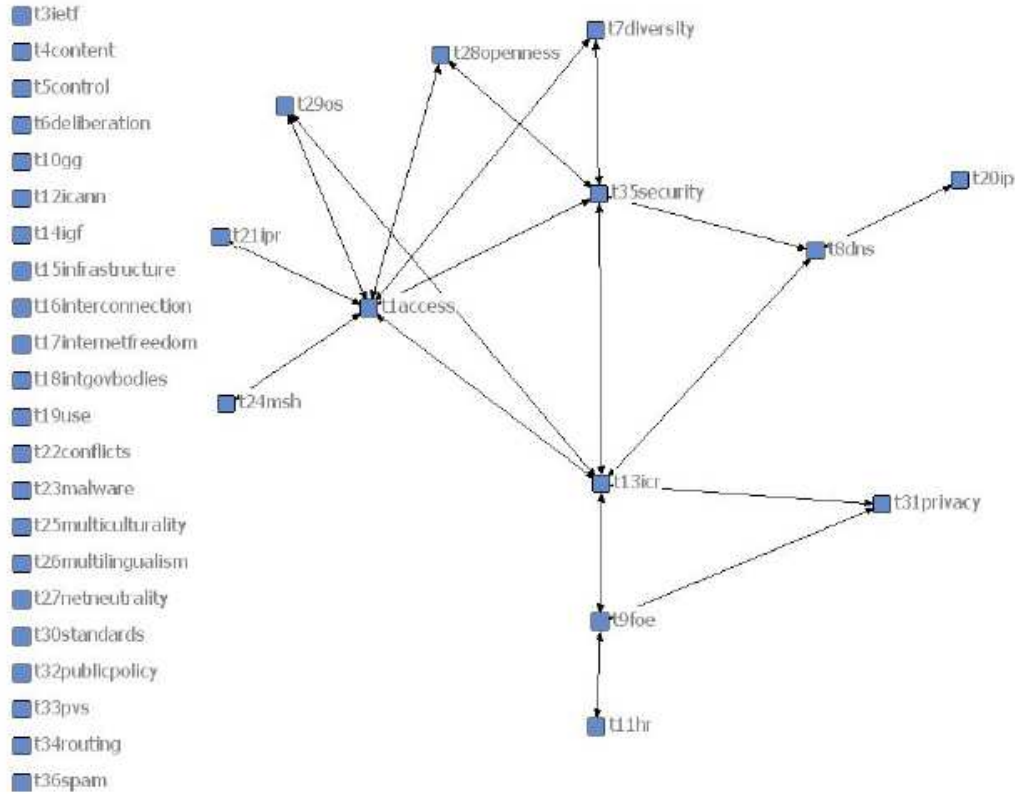 t3ietf
t4content
t5control
t6deliberation
t10gg
t12icann
t14igf
t15infrastructure
t16interconnection
t17internetfreedom
t18intgovbodies
t19use
t22conflicts
t23malware
t25multiculturality
t26multilingualism
t27netneutrality
t30standards
t32publicpolicy
t33pvs
t34routing
t36spam
t7diversity
t28openness
t29os
t20ip
t35security
t21ipr
t8dns
t1access
t24msh
t13icr
t31privacy
t9foe
t11hr